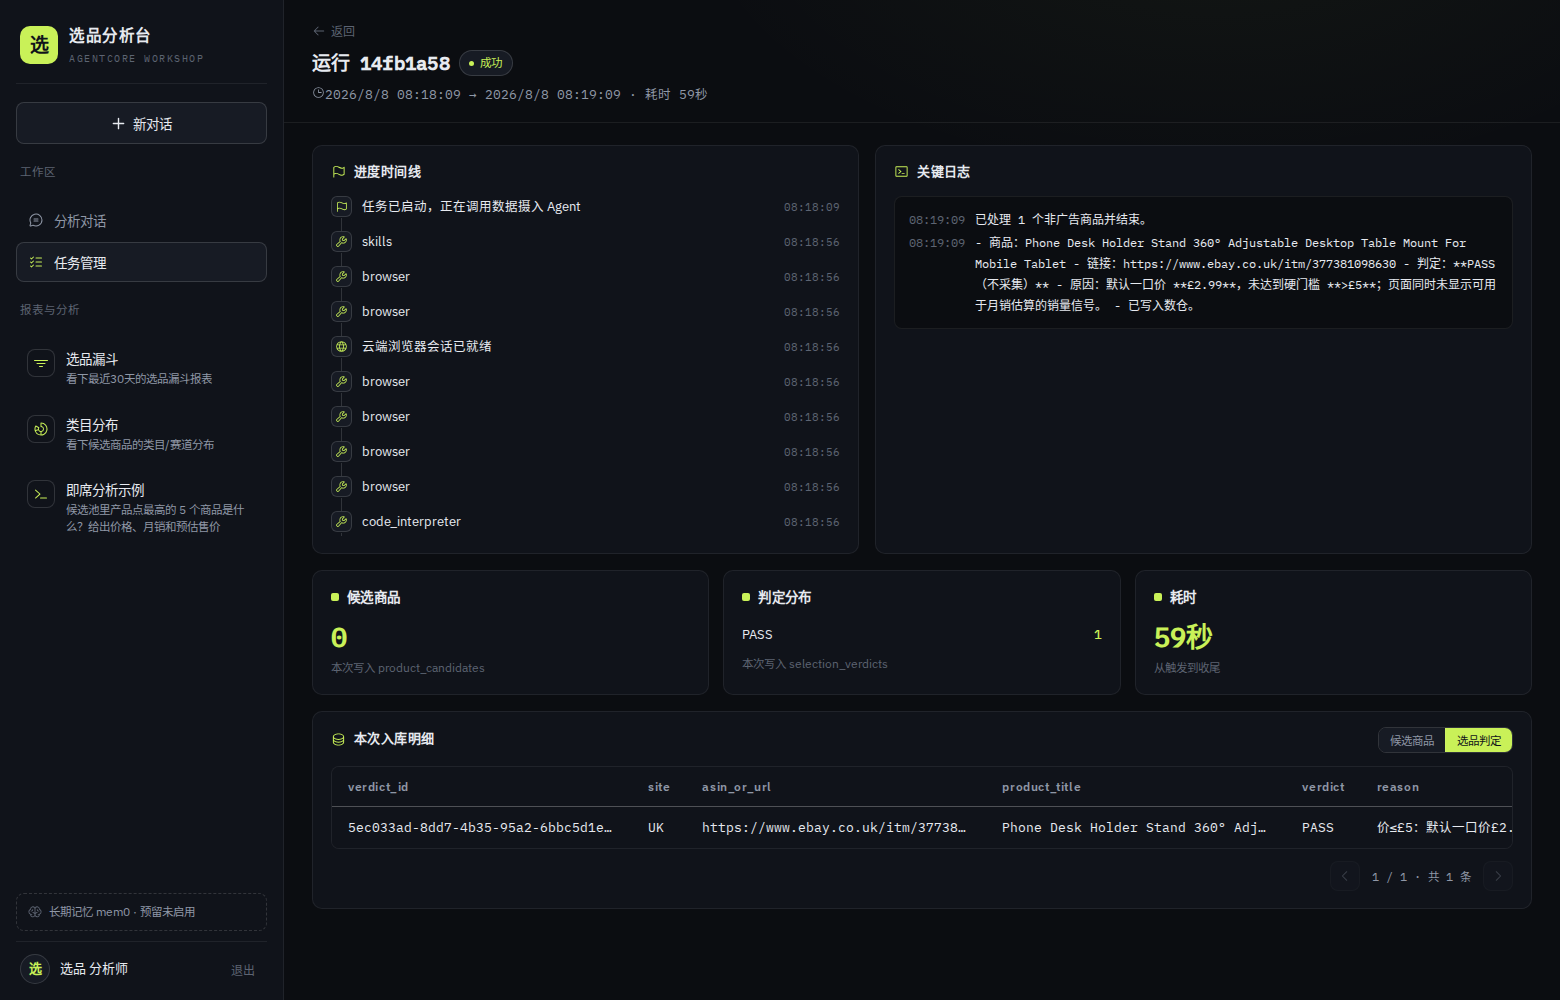 选
选品分析台
AGENTCORE WORKSHOP
新对话
工作区
分析对话
任务管理
报表与分析
选品漏斗
看下最近30天的选品漏斗报表
类目分布
看下候选商品的类目/赛道分布
即席分析示例
候选池里产品点最高的 5 个商品是什
么？给出价格、月销和预估售价
长期记忆 mem0 · 预留未启用
选
选品 分析师
退出
← 返回
运行 14fb1a58
成功
2026/8/8 08:18:09 → 2026/8/8 08:19:09 · 耗时 59秒
进度时间线
任务已启动，正在调用数据摄入 Agent 08:18:09
skills 08:18:56
browser 08:18:56
browser 08:18:56
云端浏览器会话已就绪 08:18:56
browser 08:18:56
browser 08:18:56
browser 08:18:56
browser 08:18:56
code_interpreter 08:18:56
关键日志
08:19:09 已处理 1 个非广告商品并结束。
08:19:09 - 商品：Phone Desk Holder Stand 360° Adjustable Desktop Table Mount For
Mobile Tablet - 链接：https://www.ebay.co.uk/itm/377381098630 - 判定：**PASS
（不采集）** - 原因：默认一口价 **£2.99**，未达到硬门槛 **>£5**；页面同时未显示可用
于月销估算的销量信号。 - 已写入数仓。
候选商品
0
本次写入 product_candidates
判定分布
PASS 1
本次写入 selection_verdicts
耗时
59秒
从触发到收尾
本次入库明细
候选商品 选品判定
verdict_id site asin_or_url product_title verdict reason
5ec033ad-8dd7-4b35-95a2-6bbc5d1e… UK https://www.ebay.co.uk/itm/37738… Phone Desk Holder Stand 360° Adj… PASS 价≤£5：默认一口价£2.
1 / 1 · 共 1 条